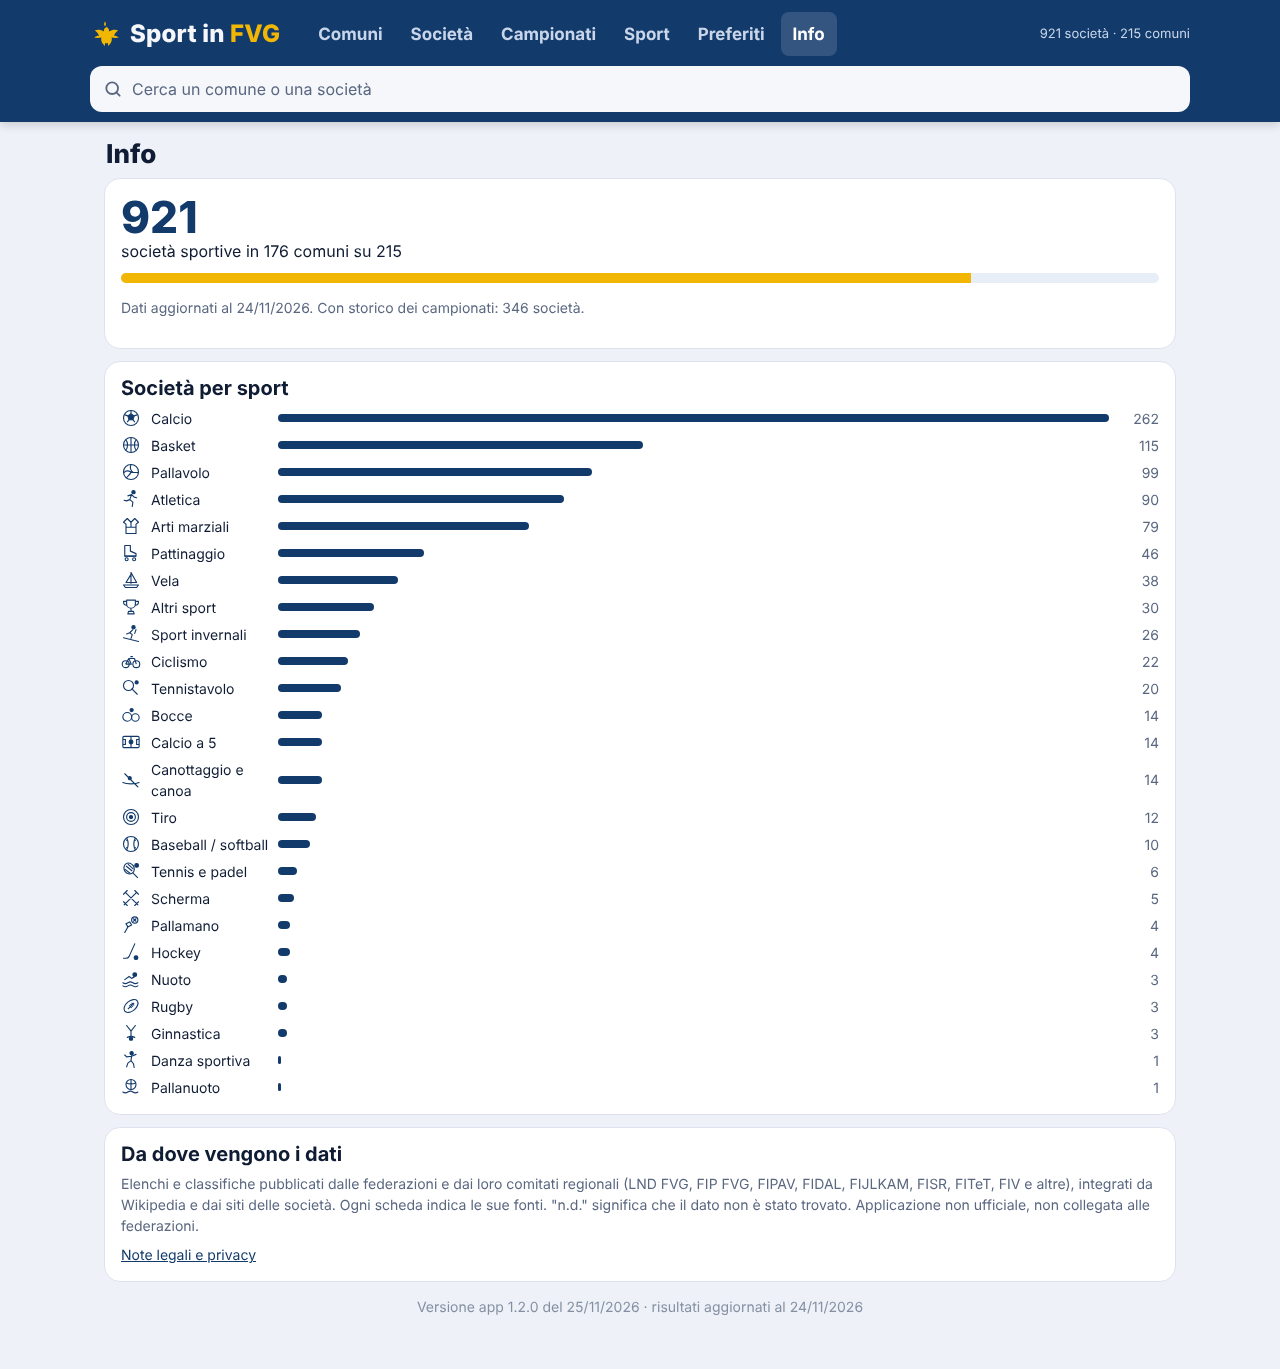 Sport in FVG
Comuni
Società
Campionati
Sport
Preferiti
Info
921 società · 215 comuni
Cerca un comune o una società
Info
921
società sportive in 176 comuni su 215
Dati aggiornati al 24/11/2026. Con storico dei campionati: 346 società.
Società per sport
Calcio 262
Basket 115
Pallavolo 99
Atletica 90
Arti marziali 79
Pattinaggio 46
Vela 38
Altri sport 30
Sport invernali 26
Ciclismo 22
Tennistavolo 20
Bocce 14
Calcio a 5 14
Canottaggio e
canoa 14
Tiro 12
Baseball / softball 10
Tennis e padel 6
Scherma 5
Pallamano 4
Hockey 4
Nuoto 3
Rugby 3
Ginnastica 3
Danza sportiva 1
Pallanuoto 1
Da dove vengono i dati
Elenchi e classifiche pubblicati dalle federazioni e dai loro comitati regionali (LND FVG, FIP FVG, FIPAV, FIDAL, FIJLKAM, FISR, FITeT, FIV e altre), integrati da
Wikipedia e dai siti delle società. Ogni scheda indica le sue fonti. "n.d." significa che il dato non è stato trovato. Applicazione non ufficiale, non collegata alle
federazioni.
Note legali e privacy
Versione app 1.2.0 del 25/11/2026 · risultati aggiornati al 24/11/2026